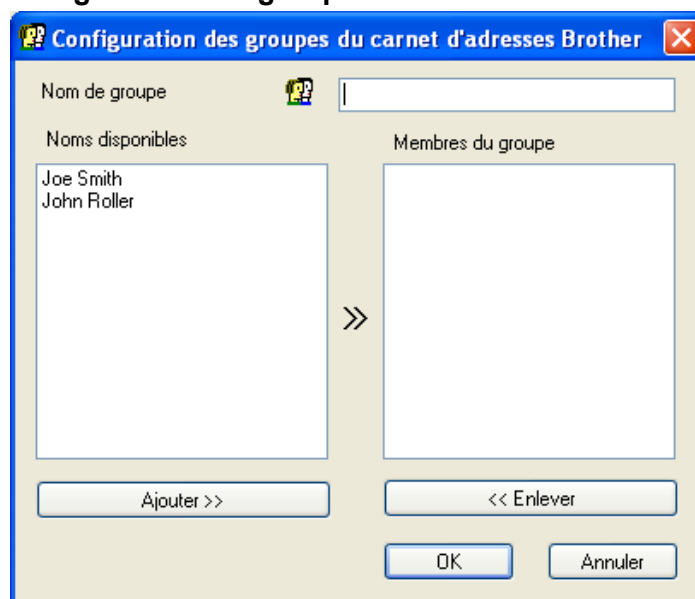 Configuration des groupes du carnet d'adresses Brother
Nom de groupe
Noms disponibles
Membres du groupe
Joe Smith
John Roller
Ajouter >>
<< Enlever
OK
Annuler